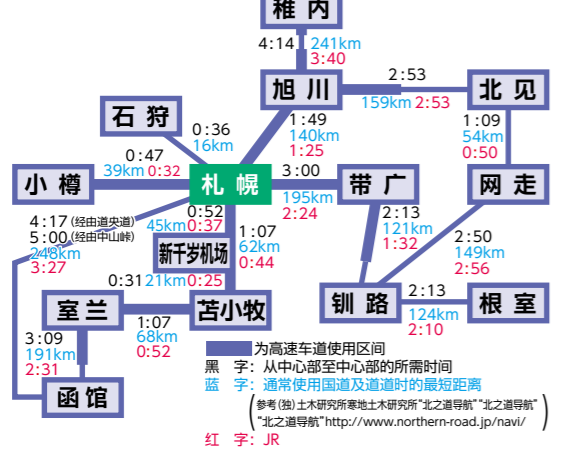 稚 内
4:14 241km
3:40
旭 川
2:53
159km 2:53
北 见
石 狩
0:36
16km
1:49
140km
1:25
1:09
54km
0:50
0:47
39km 0:32
小 樽
札 幌
3:00
195km
2:24
带 广
网 走
4:17(经由道央道)
5:00(经由中山峠)
248km
3:27
0:52
45km 0:37
新千岁机场
1:07
62km
0:44
2:13
121km
1:32
2:50
149km
2:56
0:31 21km 0:25
室 兰
苫小牧
1:07
68km
0:52
钏 路
2:13
124km
2:10
根 室
3:09
191km
2:31
函 馆
为高速车道使用区间
黑 字: 从中心部至中心部的所需时间
蓝 字: 通常使用国道及道道时的最短距离
(参考(独)土木研究所寒地土木研究所“北之道导航”“北之道导航”
“北之道导航”http://www.northern-road.jp/navi/)
红 字: JR